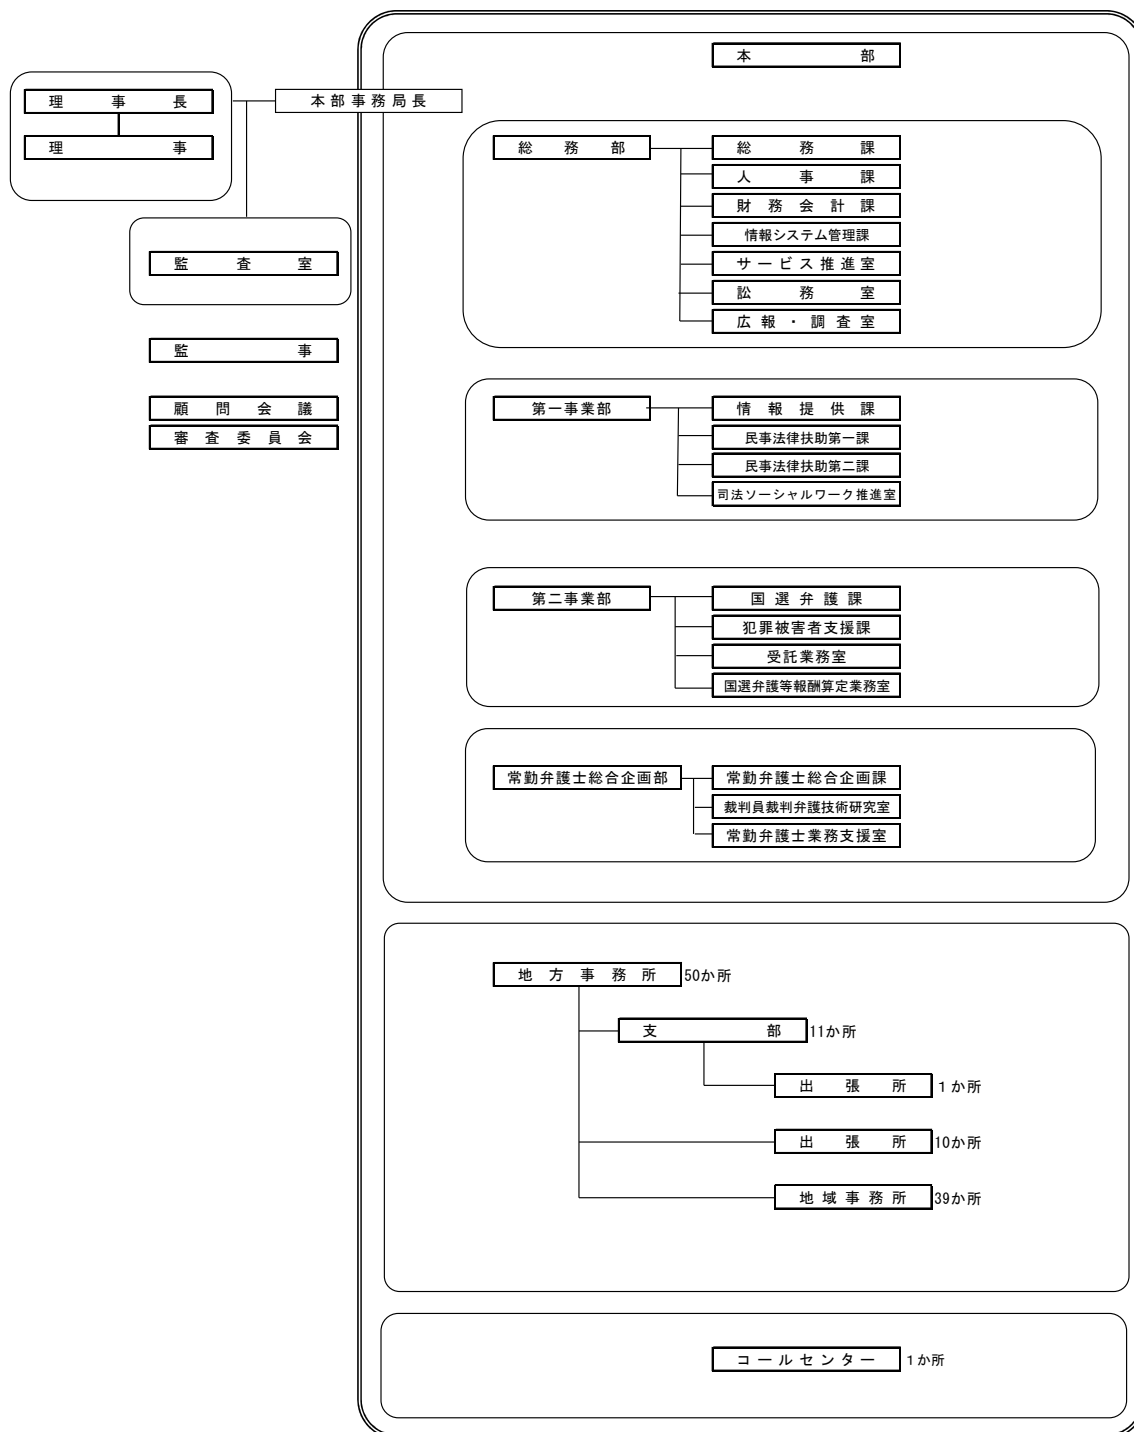 本部
理事長
本部事務局長
理事
総務部
総務課
人事課
財務会計課
情報システム管理課
サービス推進室
訟務室
広報・調査室
監査室
監事
顧問会議
審査委員会
第一事業部
情報提供課
民事法律扶助第一課
民事法律扶助第二課
司法ソーシャルワーク推進室
第二事業部
国選弁護課
犯罪被害者支援課
受託業務室
国選弁護等報酬算定業務室
常勤弁護士総合企画部
常勤弁護士総合企画課
裁判員裁判弁護技術研究室
常勤弁護士業務支援室
地方事務所 50か所
支部 11か所
出張所 1か所
出張所 10か所
地域事務所 39か所
コールセンター 1か所